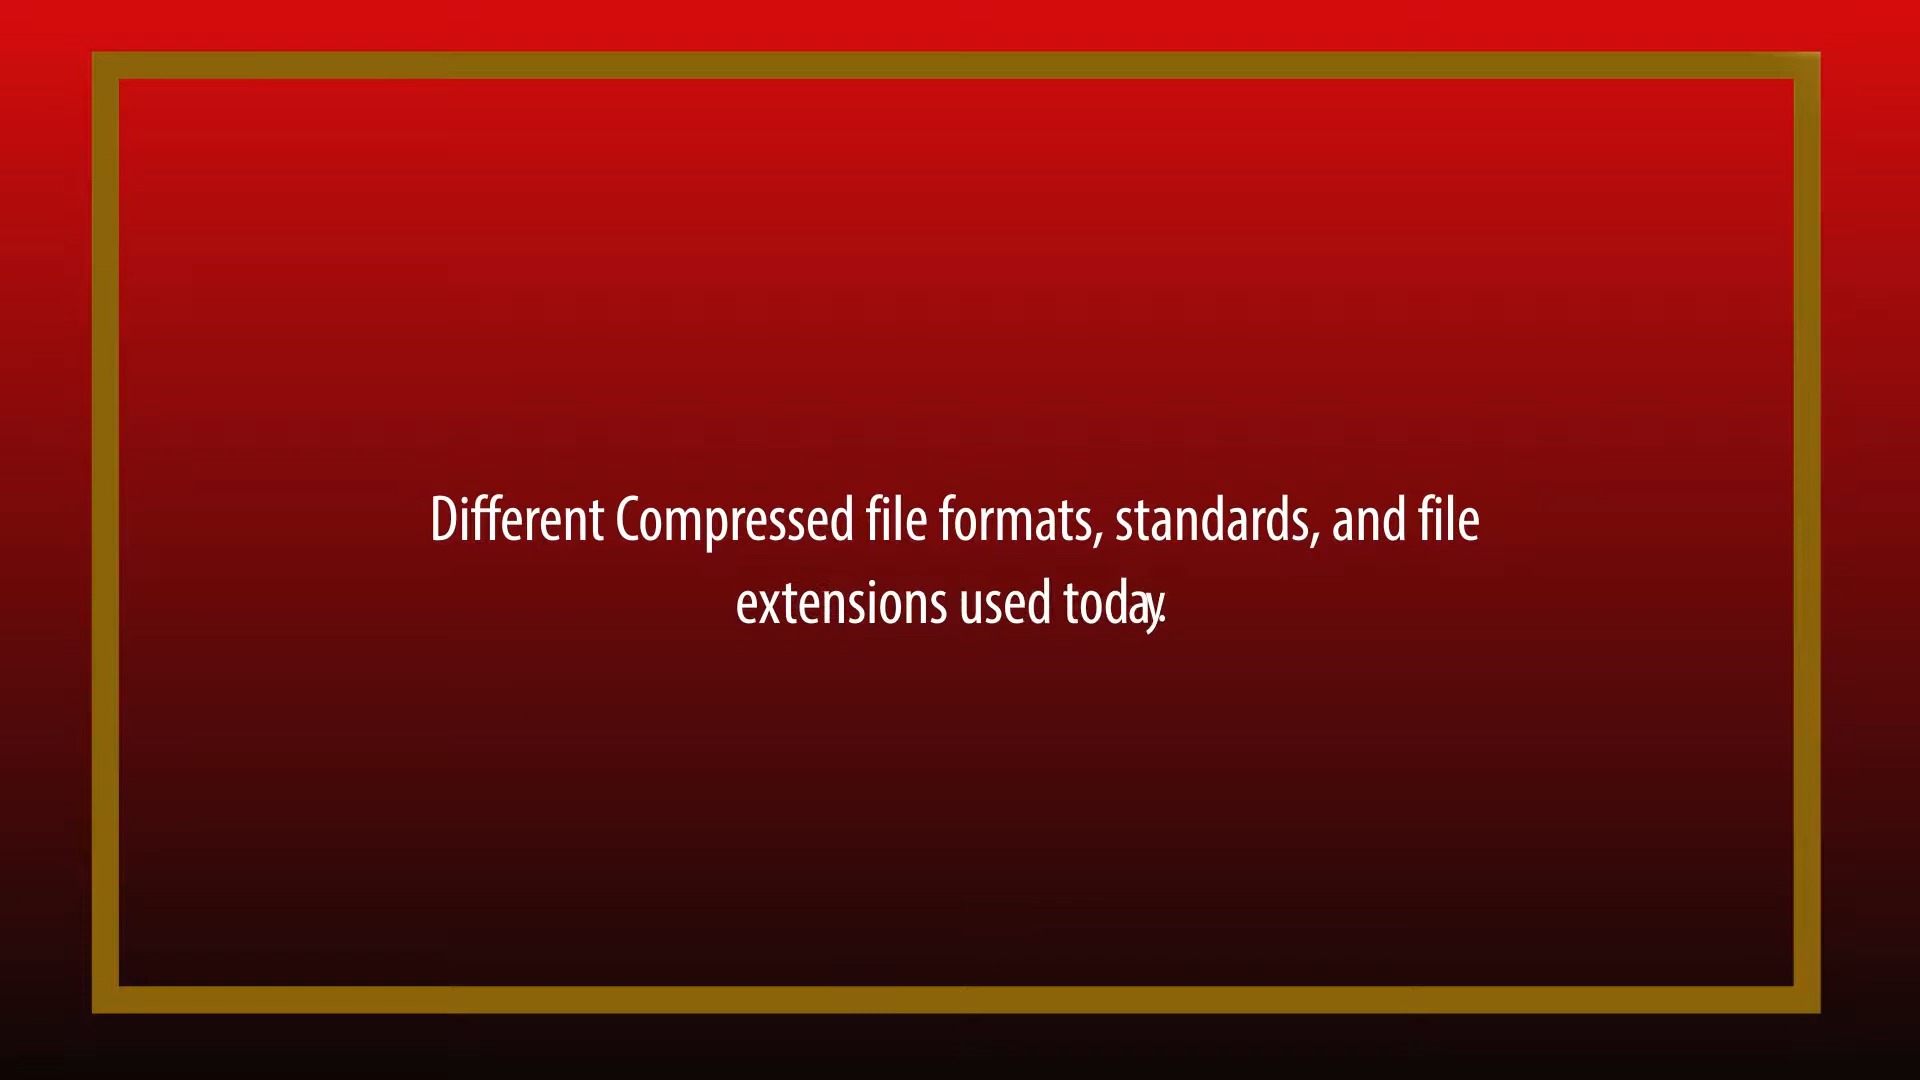 Different Compressed file formats, standards, and file
extensions used today.